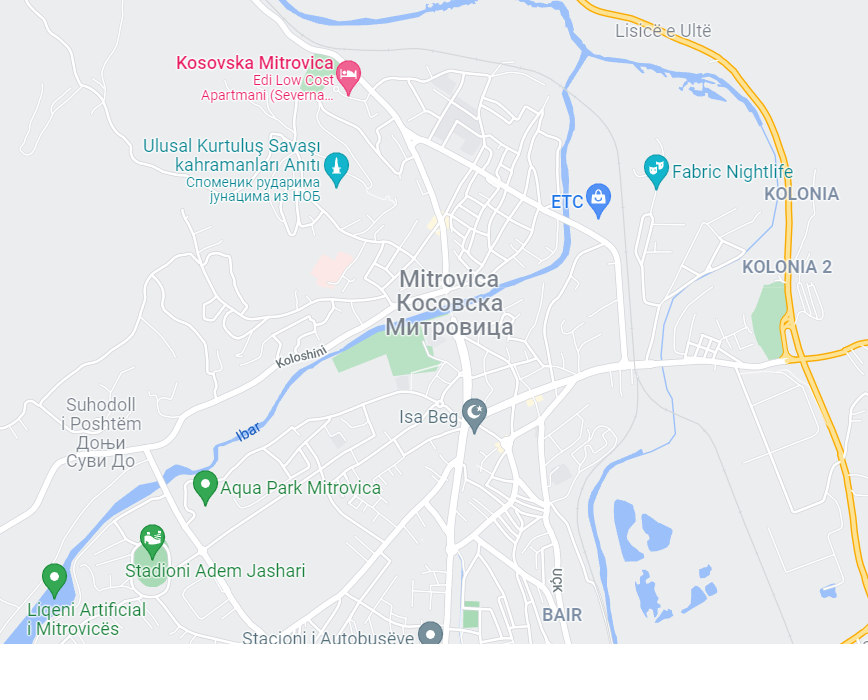 Lisicë e Ultë
Kosovska Mitrovica
Edi Low Cost
Apartmani (Severna...
Ulusal Kurtuluş Savaşı
kahramanları Anıtı
Споменик рударима
јунацима из НОБ
Fabric Nightlife
ETC
KOLONIA
KOLONIA 2
Mitrovica
Косовска
Митровица
Koloshini
Suhodoll
i Poshtëm
Доњи
Суви До
Isa Beg
Ibar
Aqua Park Mitrovica
Stadioni Adem Jashari
UÇK
Liqeni Artificial
i Mitrovicës
BAIR
Stacioni i Autobusëve